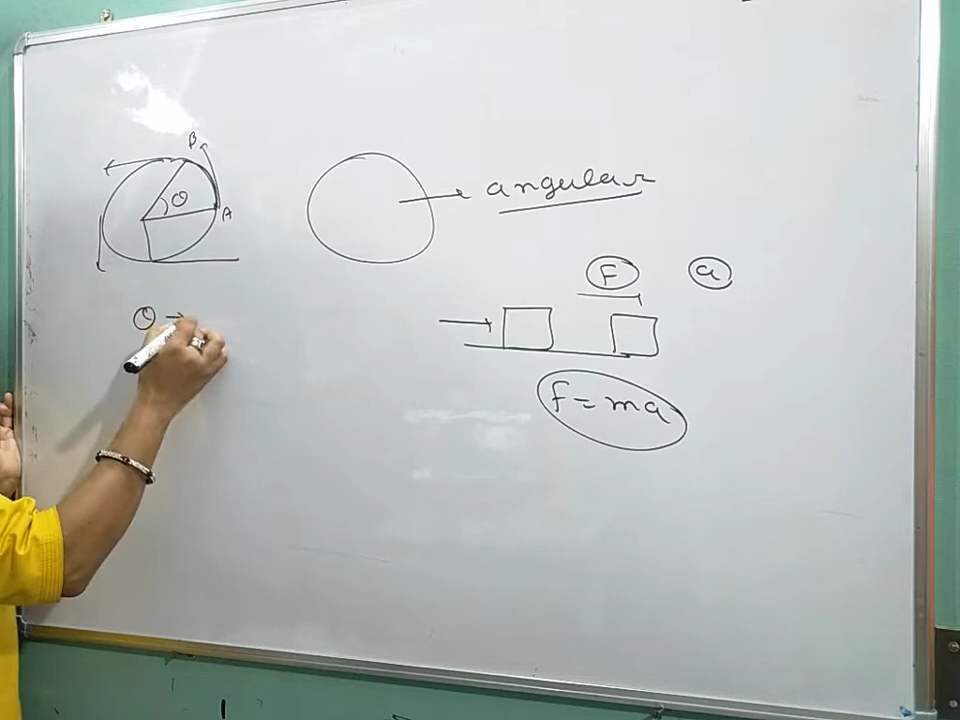 B
θ
A
angular
F a
θ →
F = ma